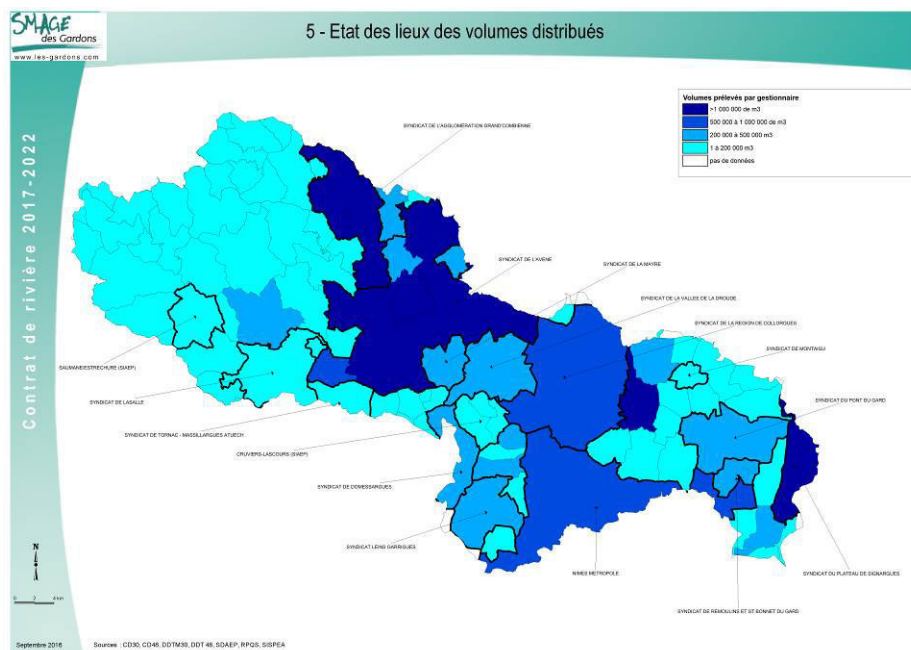 SMAGE
des Gardons
www.les-gardons.com
5 - Etat des lieux des volumes distribués
Contrat de rivière 2017-2022
Volumes prélevés par gestionnaire
>1 000 000 de m3
500 000 à 1 000 000 de m3
200 000 à 500 000 m3
1 à 200 000 m3
pas de données
SYNDICAT DE L'AGGLOMÉRATION GRAND'COMBIENNE
SYNDICAT DE L'AVENE
SYNDICAT DE LA MAYRE
SYNDICAT DE LA VALLEE DE LA DROUDE
SYNDICAT DE LA REGION DE COLLORGUES
SYNDICAT DE MONTAIGU
SAUMANE/ESTRECHURE (SIAEP)
SYNDICAT DU PONT DU GARD
SYNDICAT DE LASALLE
SYNDICAT DE TORNAC - MASSILLARGUES ATUECH
CRUVIERS-LASCOURS (SIAEP)
SYNDICAT DE DOMESSARGUES
SYNDICAT LEINS GARRIGUES
NIMES METROPOLE
SYNDICAT DU PLATEAU DE SIGNARGUES
SYNDICAT DE REMOULINS ET ST BONNET DU GARD
N
0 2 4 km
Septembre 2016
Sources : CD30, CD48, DDTM30, DDT 48, SDAEP, RPQS, SISPEA